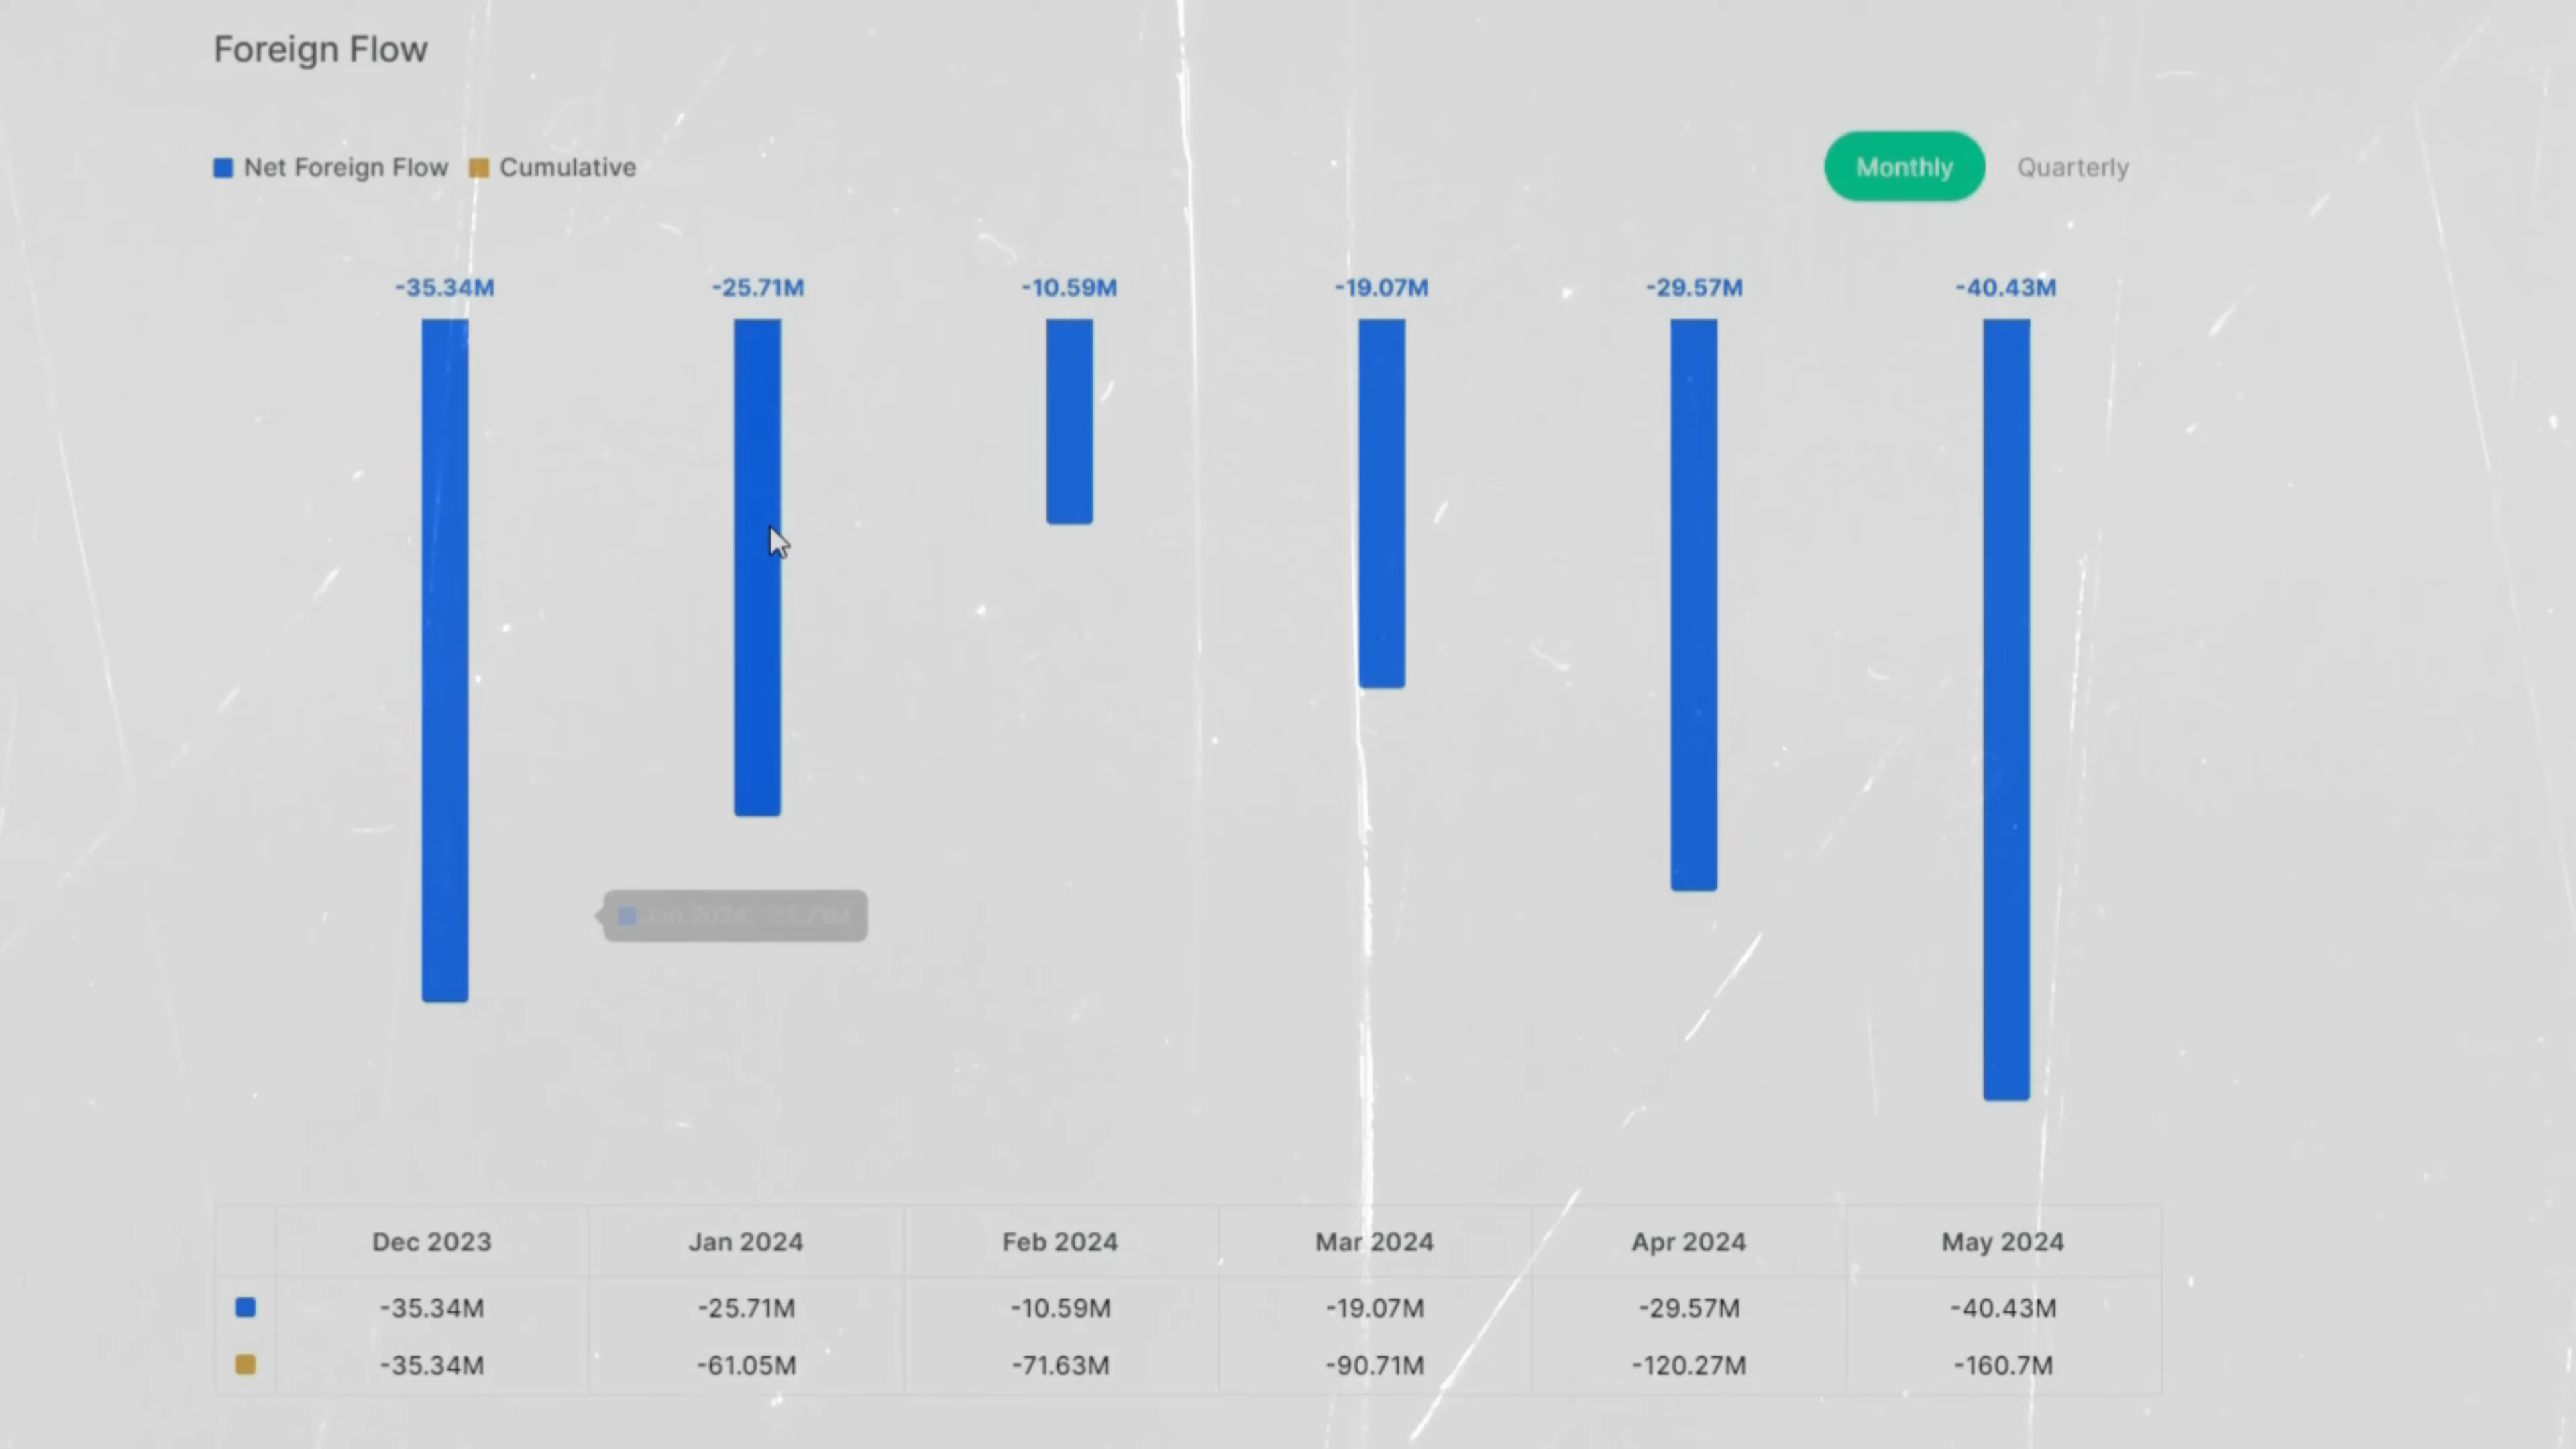 Foreign Flow
Net Foreign Flow Cumulative
Monthly Quarterly
-35.34M -25.71M -10.59M -19.07M -29.57M -40.43M
Jan 2024
Dec 2023 Jan 2024 Feb 2024 Mar 2024 Apr 2024 May 2024
-35.34M -25.71M -10.59M -19.07M -29.57M -40.43M
-35.34M -61.05M -71.63M -90.71M -120.27M -160.7M